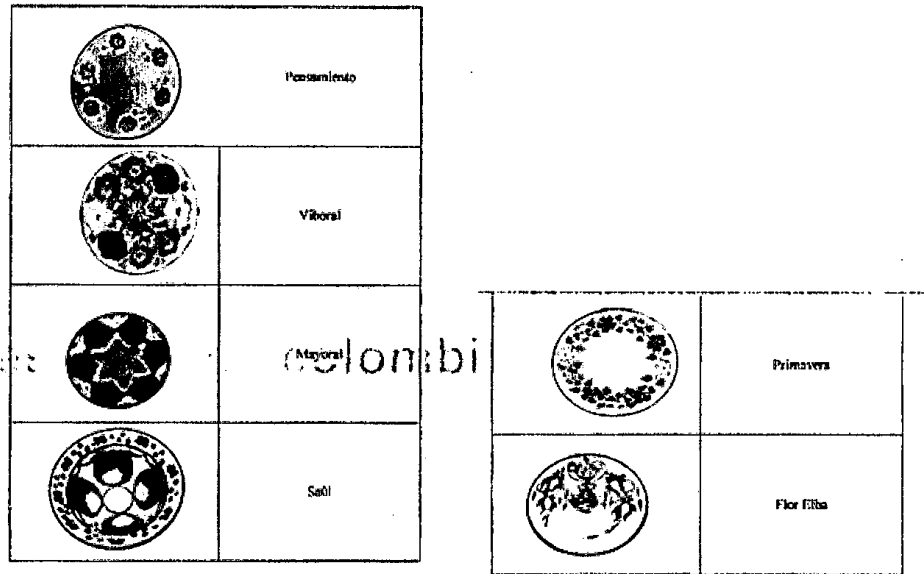 Pensamiento
Viboral
Mayoral
Saúl
colombi
Primavera
Flor Elba